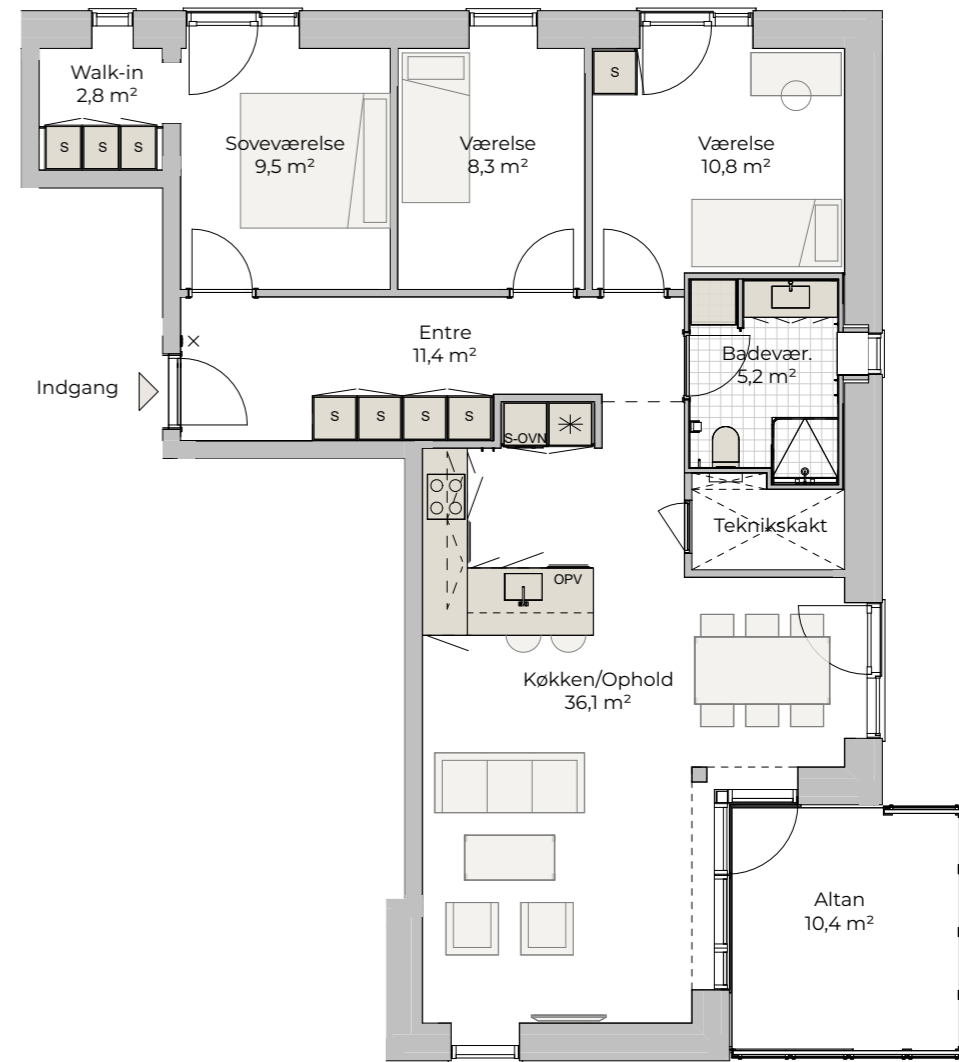 Walk-in
2,8 m²
S
S
S
Soveværelse
9,5 m²
Værelse
8,3 m²
S
Værelse
10,8 m²
Entre
11,4 m²
Indgang
Badevær.
5,2 m²
S
S
S
S
S-OVN
Teknikskakt
OPV
Køkken/Ophold
36,1 m²
Altan
10,4 m²